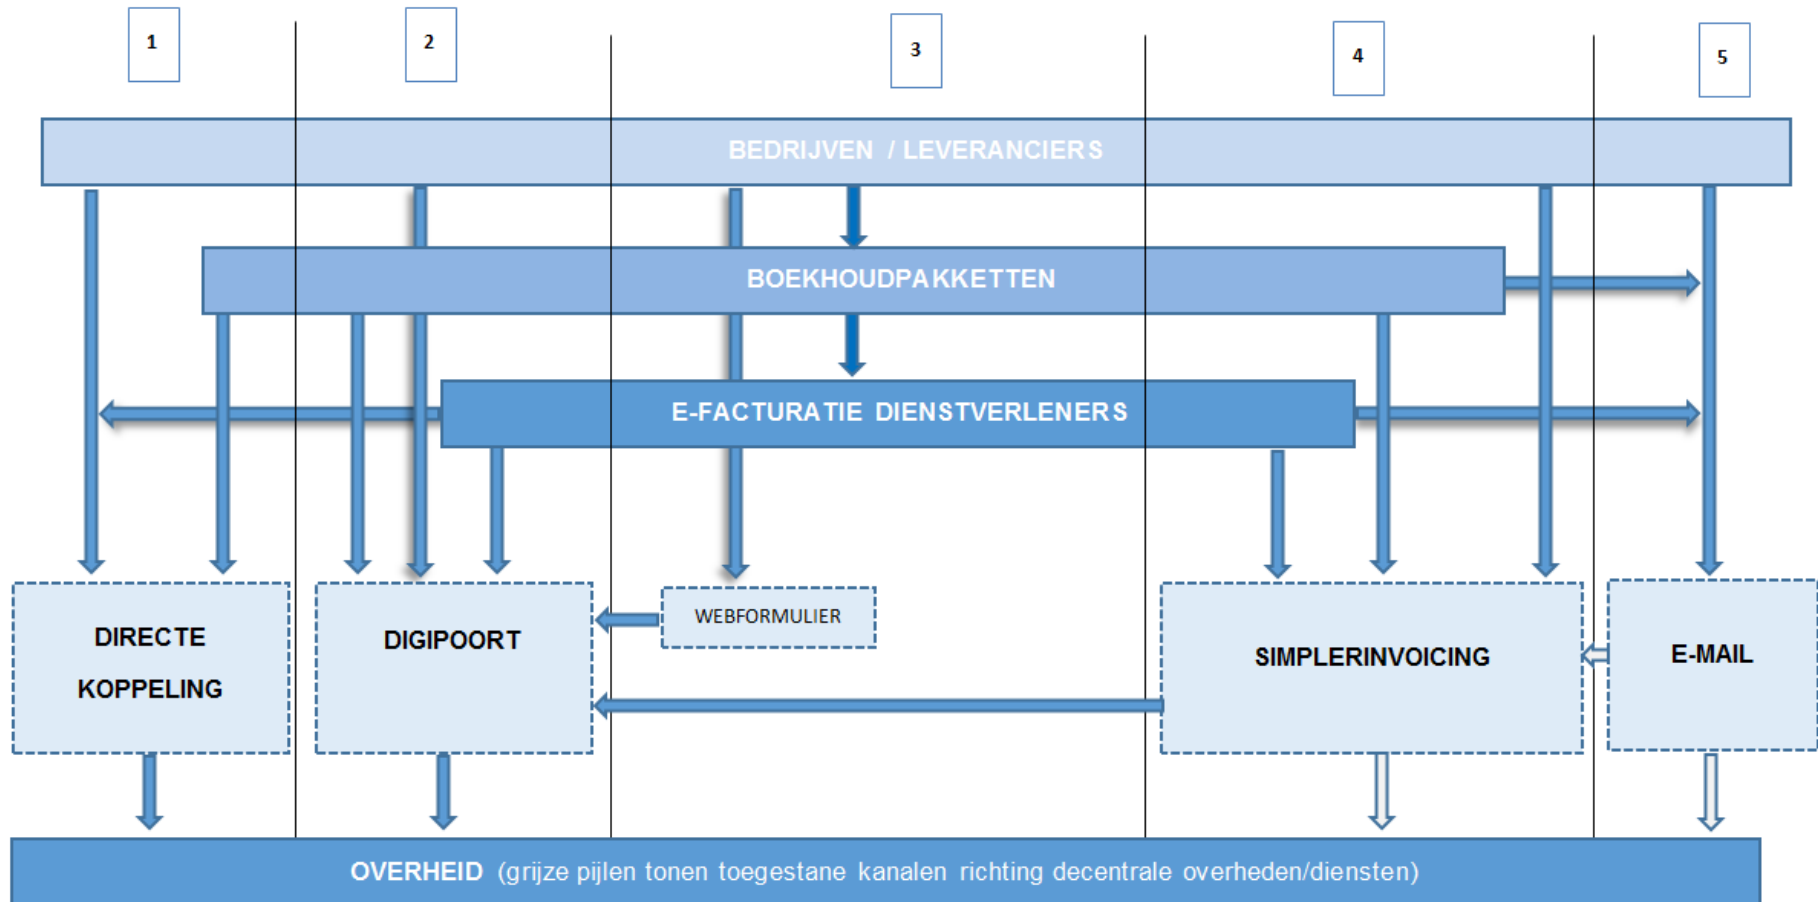 1
2
3
4
5
BEDRIJVEN / LEVERANCIERS
BOEKHOUDPAKKETTEN
E-FACTURATIE DIENSTVERLENERS
DIRECTE
KOPPELING
DIGIPOORT
WEBFORMULIER
SIMPLERINVOICING
E-MAIL
OVERHEID (grijze pijlen tonen toegestane kanalen richting decentrale overheden/diensten)